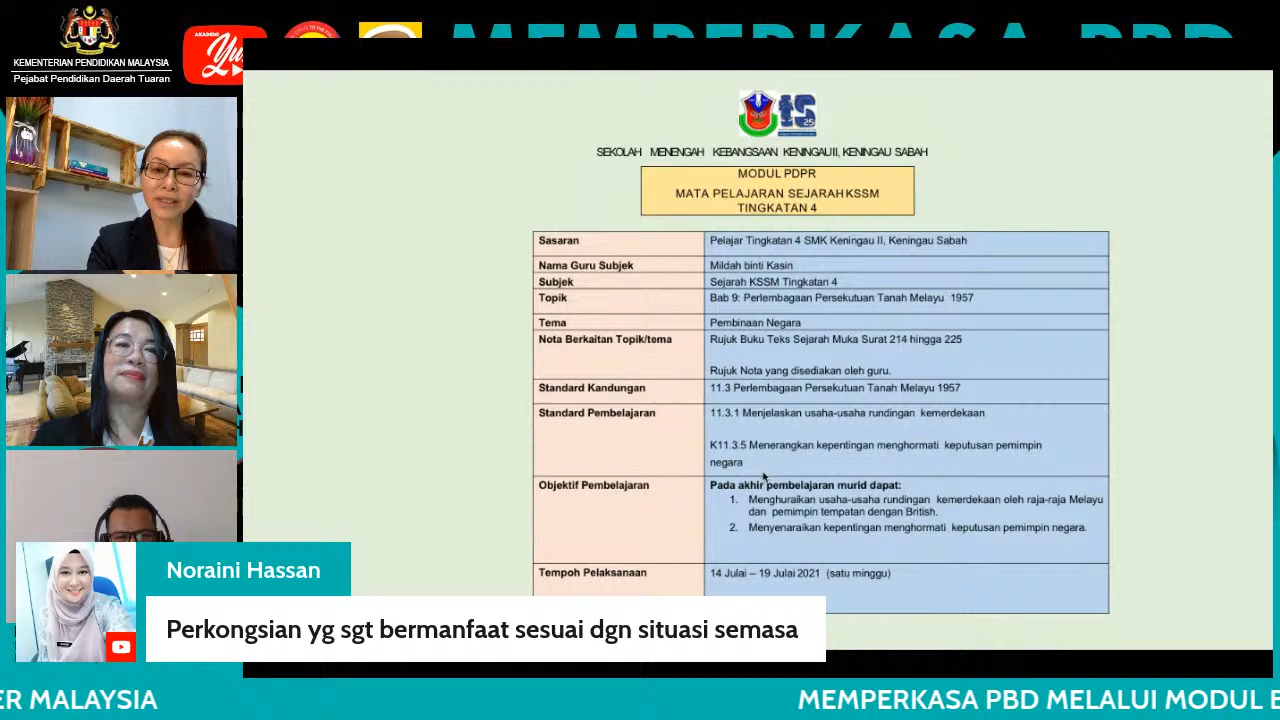 MEMPERKASA PBD
KEMENTERIAN PENDIDIKAN MALAYSIA
Pejabat Pendidikan Daerah Tuaran
AKADEMI
SEKOLAH MENENGAH KEBANGSAAN KENINGAU II, KENINGAU SABAH
MODUL PDPR
MATA PELAJARAN SEJARAH KSSM
TINGKATAN 4
Sasaran Pelajar Tingkatan 4 SMK Keningau II, Keningau Sabah
Nama Guru Subjek Mildah binti Kasin
Subjek Sejarah KSSM Tingkatan 4
Topik Bab 9: Perlembagaan Persekutuan Tanah Melayu 1957
Tema Pembinaan Negara
Nota Berkaitan Topik/tema Rujuk Buku Teks Sejarah Muka Surat 214 hingga 225
Rujuk Nota yang disediakan oleh guru.
Standard Kandungan 11.3 Perlembagaan Persekutuan Tanah Melayu 1957
Standard Pembelajaran 11.3.1 Menjelaskan usaha-usaha rundingan kemerdekaan
K11.3.5 Menerangkan kepentingan menghormati keputusan pemimpin
negara
Objektif Pembelajaran Pada akhir pembelajaran murid dapat:
1. Menghuraikan usaha-usaha rundingan kemerdekaan oleh raja-raja Melayu
dan pemimpin tempatan dengan British.
2. Menyenaraikan kepentingan menghormati keputusan pemimpin negara.
Tempoh Pelaksanaan 14 Julai – 19 Julai 2021 (satu minggu)
Noraini Hassan
Perkongsian yg sgt bermanfaat sesuai dgn situasi semasa
ER MALAYSIA MEMPERKASA PBD MELALUI MODUL